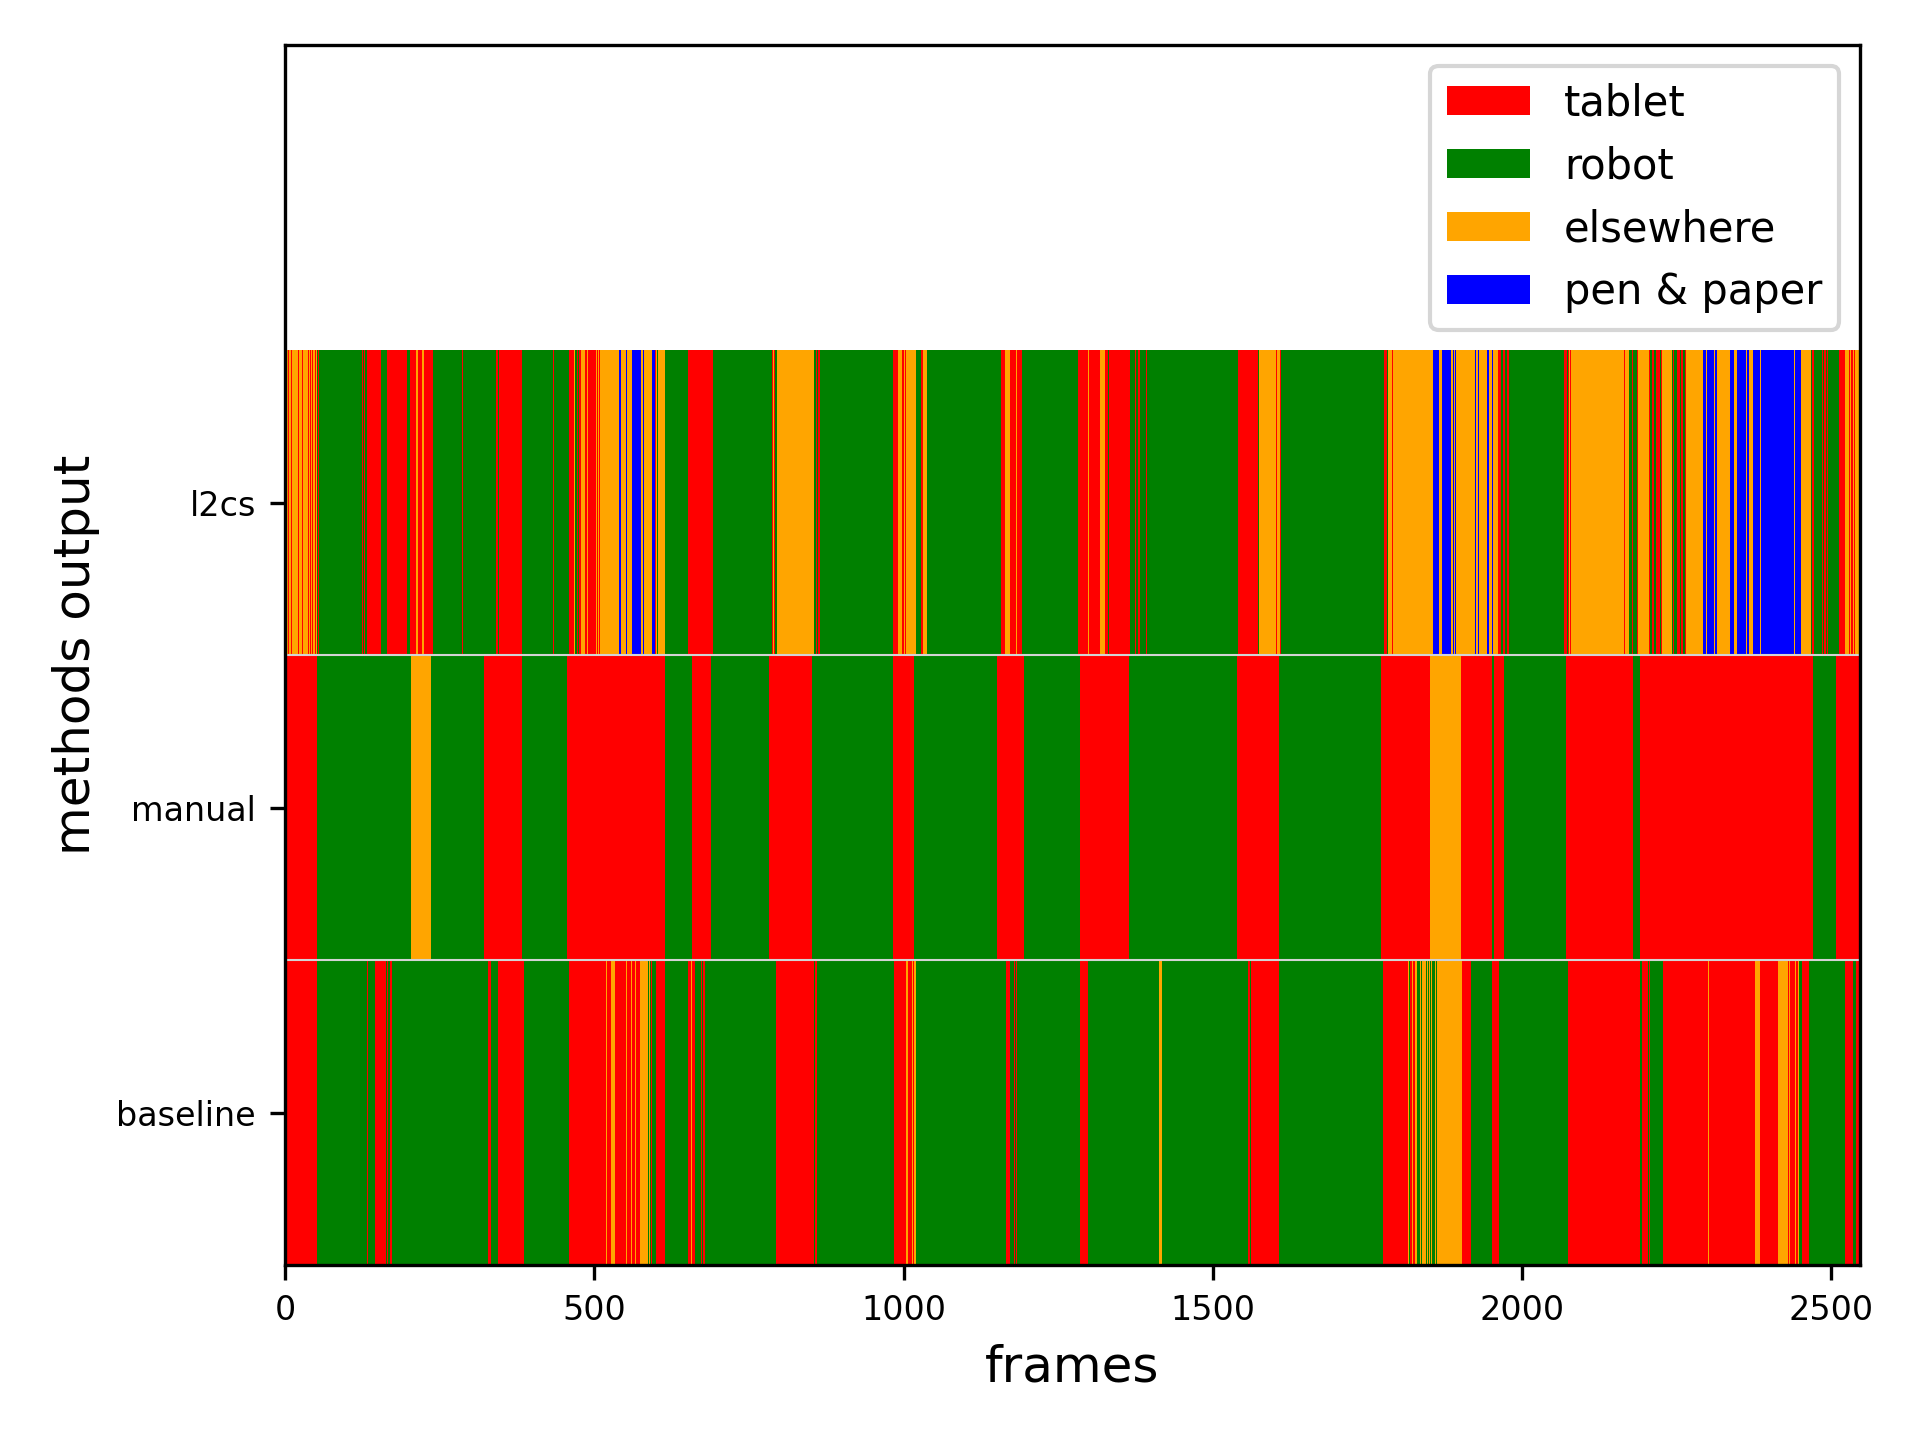 tablet
robot
elsewhere
pen & paper
methods output
l2cs
manual
baseline
0 500 1000 1500 2000 2500
frames